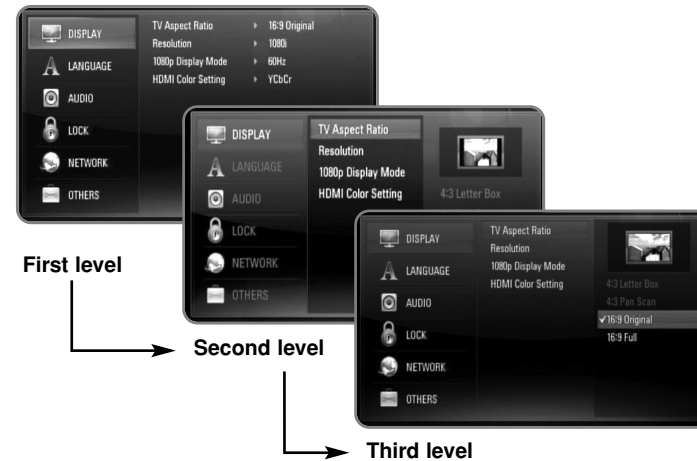 DISPLAY
LANGUAGE
AUDIO
LOCK
NETWORK
OTHERS
TV Aspect Ratio 16:9 Original
Resolution 1080i
1080p Display Mode 60Hz
HDMI Color Setting YCbCr
First level
DISPLAY
LANGUAGE
AUDIO
LOCK
NETWORK
OTHERS
TV Aspect Ratio
Resolution
1080p Display Mode
HDMI Color Setting
4:3 Letter Box
Second level
DISPLAY
LANGUAGE
AUDIO
LOCK
NETWORK
OTHERS
TV Aspect Ratio
Resolution
1080p Display Mode
HDMI Color Setting
4:3 Letter Box
4:3 Pan Scan
✓16:9 Original
16:9 Full
Third level